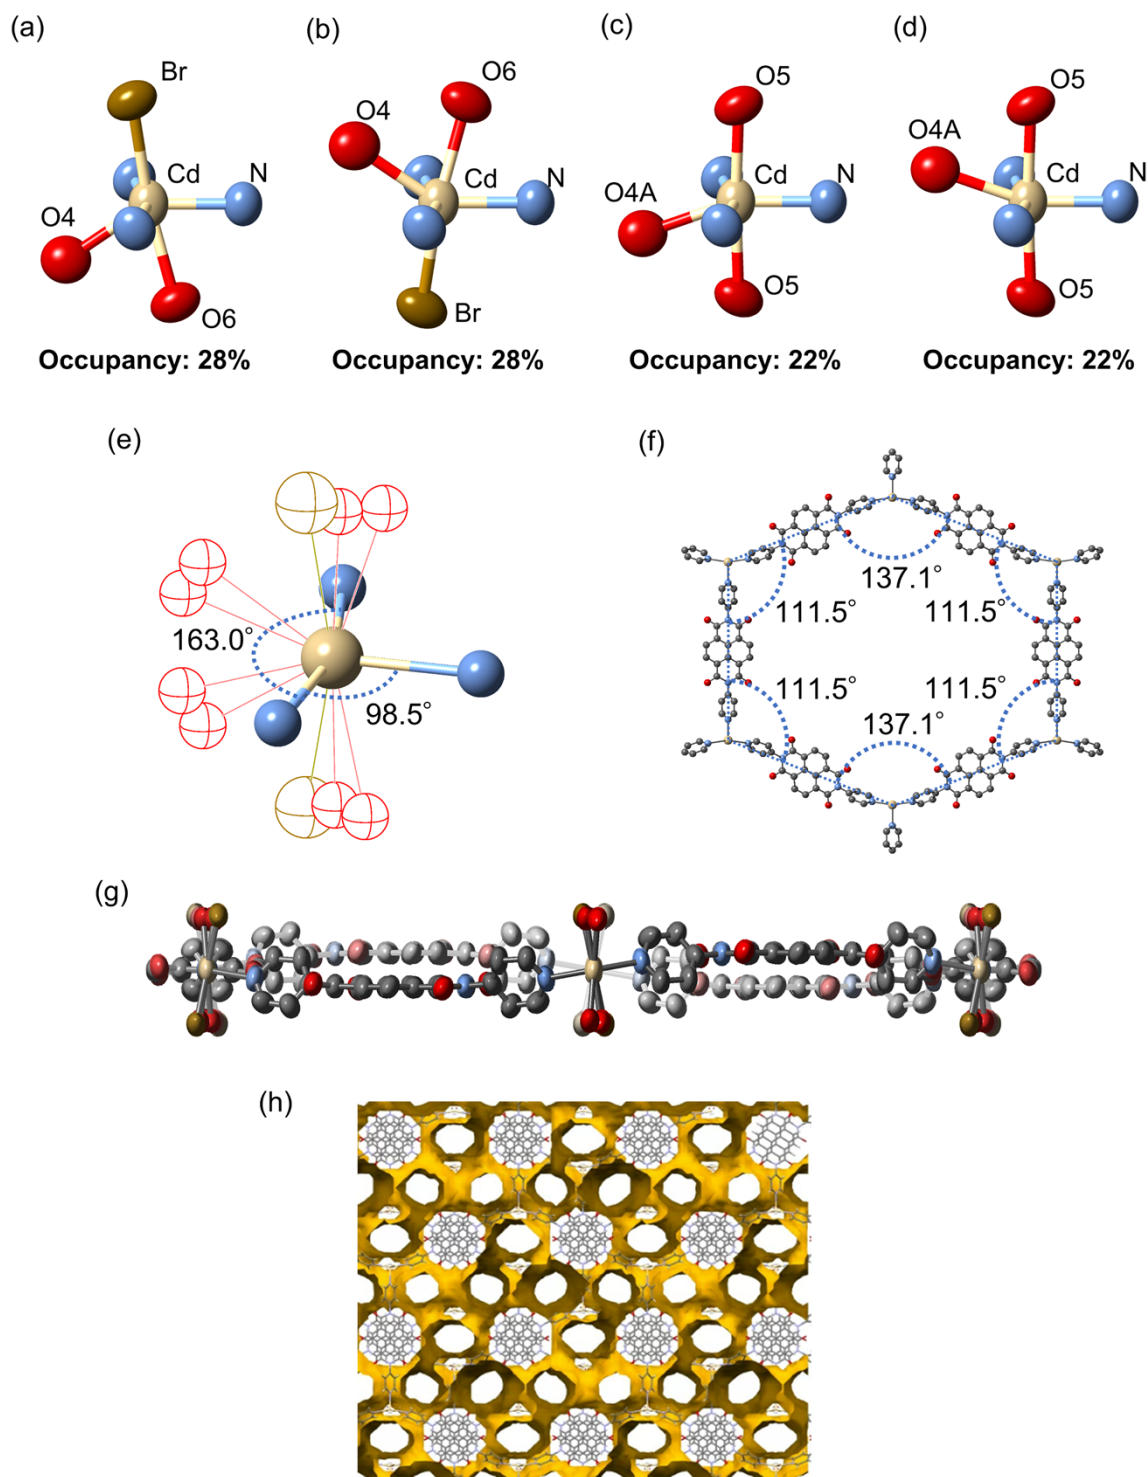 (a)
Br
Cd
N
O4
O6
Occupancy: 28%
(b)
O6
O4
Cd
N
Br
Occupancy: 28%
(c)
O5
Cd
N
O4A
O5
Occupancy: 22%
(d)
O5
O4A
Cd
N
O5
Occupancy: 22%
(e)
163.0°
98.5°
(f)
137.1°
111.5°
111.5°
111.5°
111.5°
137.1°
(g)
(h)